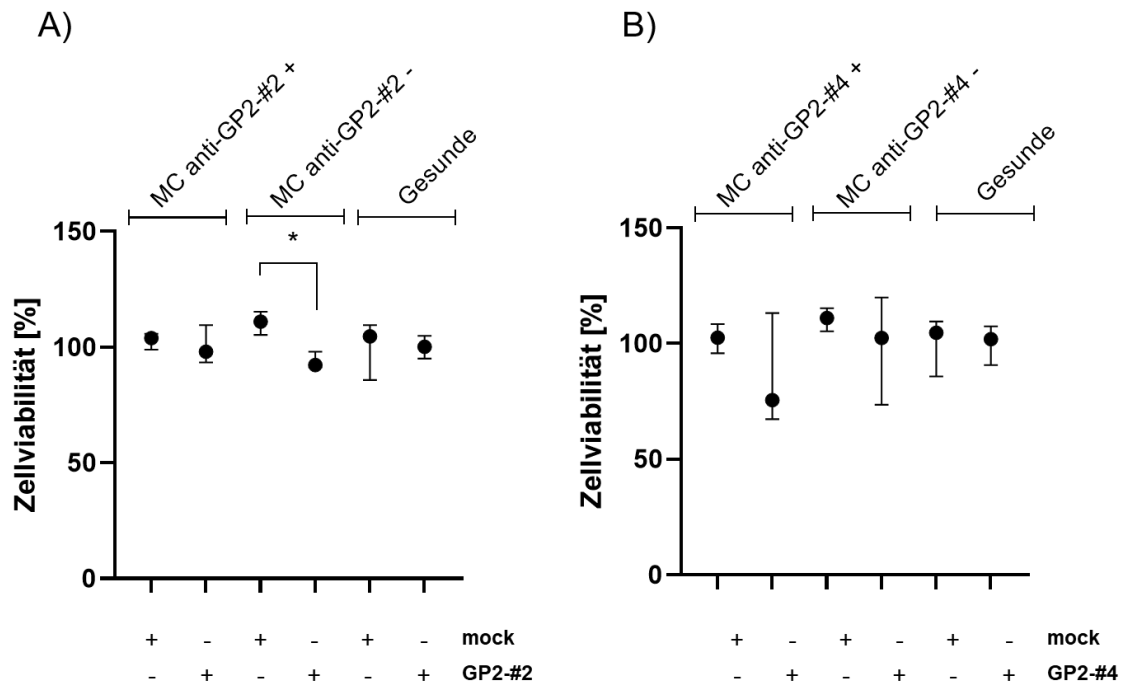 A)
MC anti-GP2-#2 +
MC anti-GP2-#2 -
Gesunde
*
150
100
50
0
Zellviabilität [%]
+ - + - + - mock
- + - + - + GP2-#2
B)
MC anti-GP2-#4 +
MC anti-GP2-#4 -
Gesunde
150
100
50
0
Zellviabilität [%]
+ - + - + - mock
- + - + - + GP2-#4